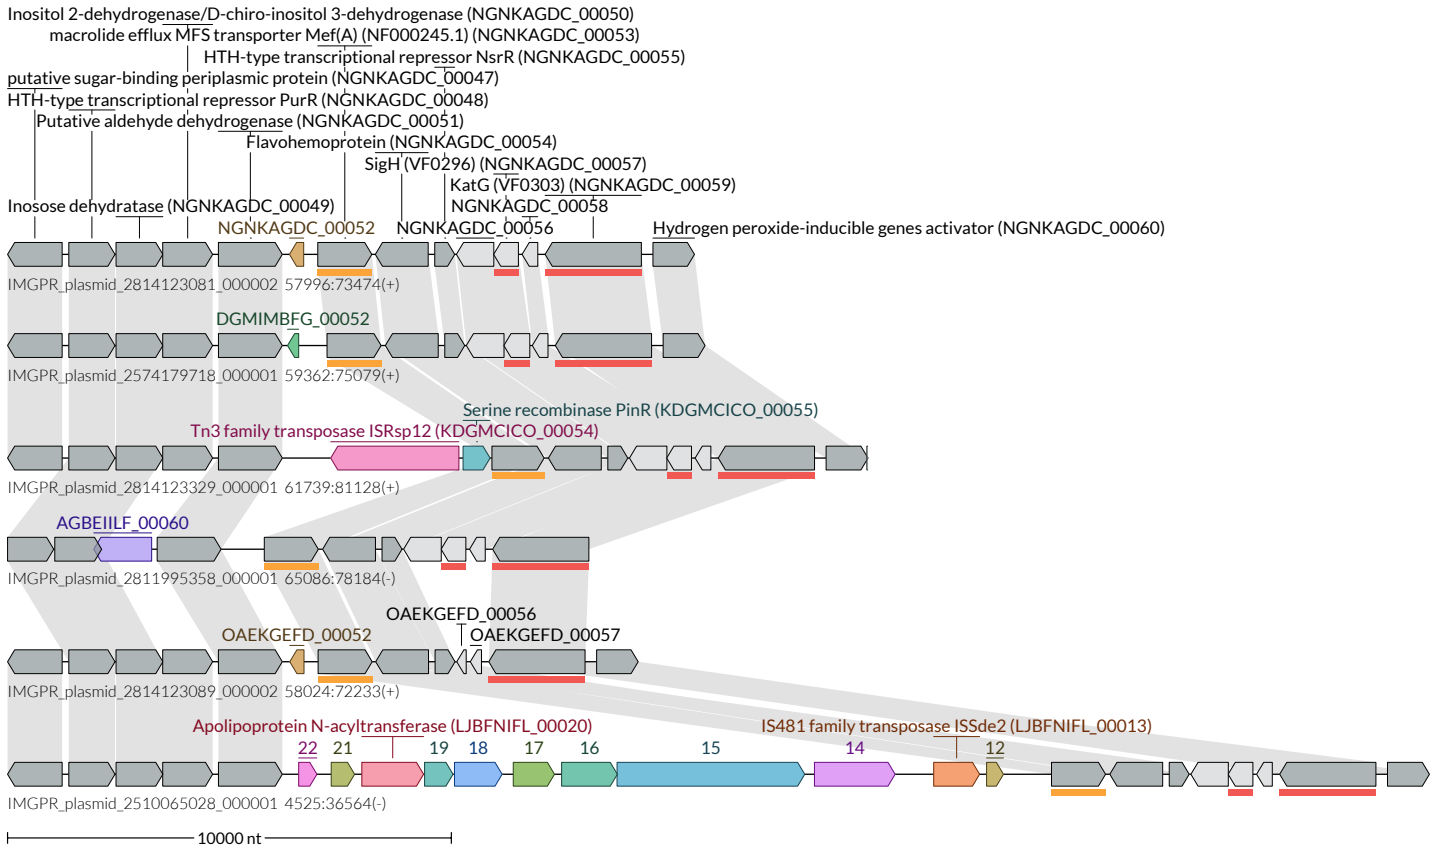 Inositol 2-dehydrogenase/D-chiro-inositol 3-dehydrogenase (NGNKAGDC_00050)
macrolide efflux MFS transporter Mef(A) (NF000245.1) (NGNKAGDC_00053)
HTH-type transcriptional repressor NsrR (NGNKAGDC_00055)
putative sugar-binding periplasmic protein (NGNKAGDC_00047)
HTH-type transcriptional repressor PurR (NGNKAGDC_00048)
Putative aldehyde dehydrogenase (NGNKAGDC_00051)
Flavohemoprotein (NGNKAGDC_00054)
SigH (VF0296) (NGNKAGDC_00057)
KatG (VF0303) (NGNKAGDC_00059)
Inosose dehydratase (NGNKAGDC_00049) NGNKAGDC_00058
NGNKAGDC_00052 NGNKAGDC_00056 Hydrogen peroxide-inducible genes activator (NGNKAGDC_00060)
IMGPR_plasmid_2814123081_000002 57996:73474(+)
DGMIMBFG_00052
IMGPR_plasmid_2574179718_000001 59362:75079(+)
Serine recombinase PinR (KDGMCICO_00055)
Tn3 family transposase ISRsp12 (KDGMCICO_00054)
IMGPR_plasmid_2814123329_000001 61739:81128(+)
AGBEIILF_00060
IMGPR_plasmid_2811995358_000001 65086:78184(-)
OAEKGEFD_00056
OAEKGEFD_00052 OAEKGEFD_00057
IMGPR_plasmid_2814123089_000002 58024:72233(+)
Apolipoprotein N-acyltransferase (LJBFNIFL_00020) IS481 family transposase ISSde2 (LJBFNIFL_00013)
22 21 19 18 17 16 15 14 12
IMGPR_plasmid_2510065028_000001 4525:36564(-)
10000 nt